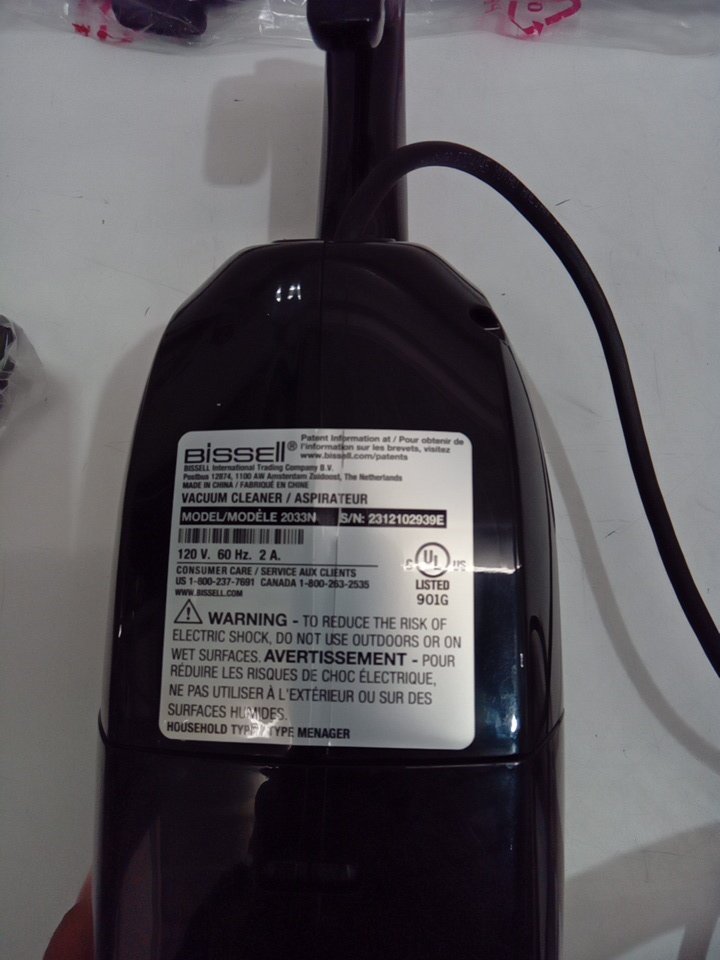 BISSELL®
Patent Information at / Pour obtenir de
l'information sur les brevets, visitez
www.bissell.com/patents
BISSELL International Trading Company B.V.
Postbus 12874, 1100 AW Amsterdam Zuidoost, The Netherlands
MADE IN CHINA / FABRIQUÉ EN CHINE
VACUUM CLEANER / ASPIRATEUR
MODEL/MODÈLE 2033N S/N: 2312102939E
120 V. 60 Hz. 2 A.
CONSUMER CARE / SERVICE AUX CLIENTS
US 1-800-237-7691 CANADA 1-800-263-2535
WWW.BISSELL.COM
C UL US
LISTED
901G
WARNING - TO REDUCE THE RISK OF
ELECTRIC SHOCK, DO NOT USE OUTDOORS OR ON
WET SURFACES. AVERTISSEMENT - POUR
RÉDUIRE LES RISQUES DE CHOC ÉLECTRIQUE,
NE PAS UTILISER À L'EXTÉRIEUR OU SUR DES
SURFACES HUMIDES.
HOUSEHOLD TYPE / TYPE MENAGER